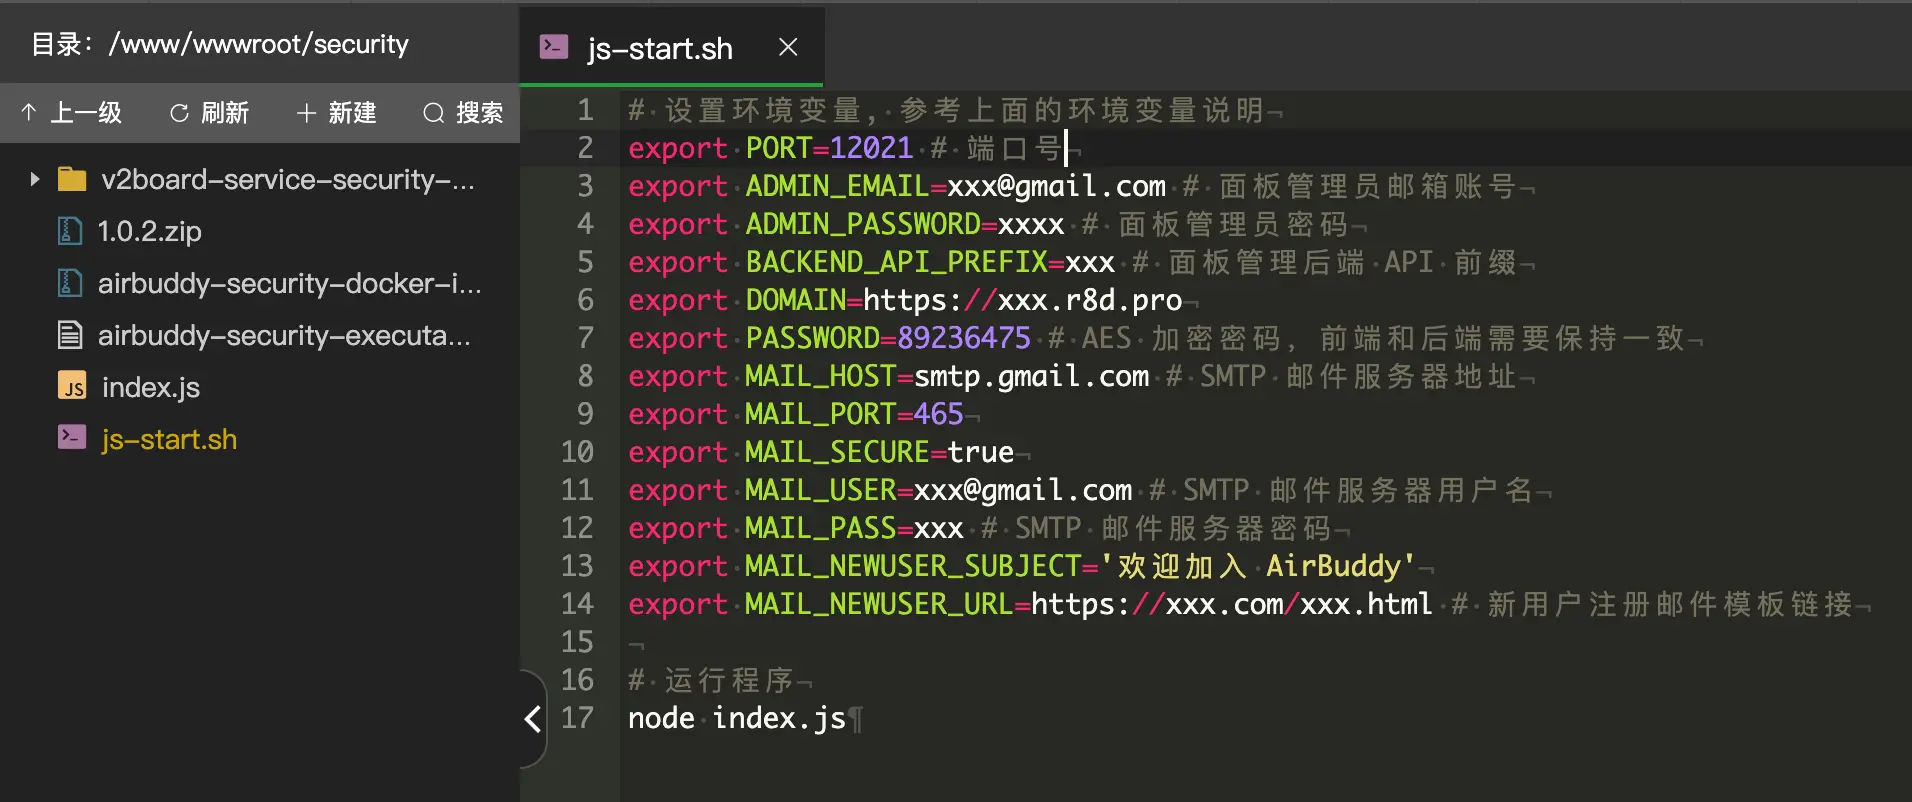 目录: /www/wwwroot/security
js-start.sh
上一级 刷新 新建 搜索
v2board-service-security-...
1.0.2.zip
airbuddy-security-docker-i...
airbuddy-security-executa...
index.js
js-start.sh
1 # 设置环境变量, 参考上面的环境变量说明
2 export PORT=12021 # 端口号
3 export ADMIN_EMAIL=xxx@gmail.com # 面板管理员邮箱账号
4 export ADMIN_PASSWORD=xxxx # 面板管理员密码
5 export BACKEND_API_PREFIX=xxx # 面板管理后端 API 前缀
6 export DOMAIN=https://xxx.r8d.pro
7 export PASSWORD=89236475 # AES 加密密码, 前端和后端需要保持一致
8 export MAIL_HOST=smtp.gmail.com # SMTP 邮件服务器地址
9 export MAIL_PORT=465
10 export MAIL_SECURE=true
11 export MAIL_USER=xxx@gmail.com # SMTP 邮件服务器用户名
12 export MAIL_PASS=xxx # SMTP 邮件服务器密码
13 export MAIL_NEWUSER_SUBJECT='欢迎加入 AirBuddy'
14 export MAIL_NEWUSER_URL=https://xxx.com/xxx.html # 新用户注册邮件模板链接
15
16 # 运行程序
17 node index.js